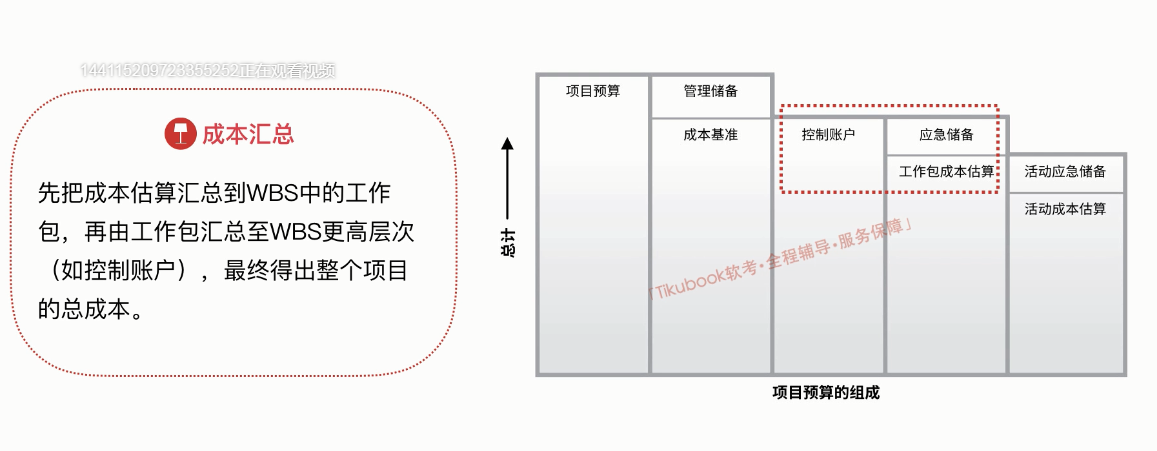 144115209723355252正在观看视频
成本汇总
先把成本估算汇总到WBS中的工作
包，再由工作包汇总至WBS更高层次
（如控制账户），最终得出整个项目
的总成本。
总计
项目预算
管理储备
成本基准
控制账户
应急储备
工作包成本估算
活动应急储备
活动成本估算
「Tikubook软考•全程辅导•服务保障」
项目预算的组成